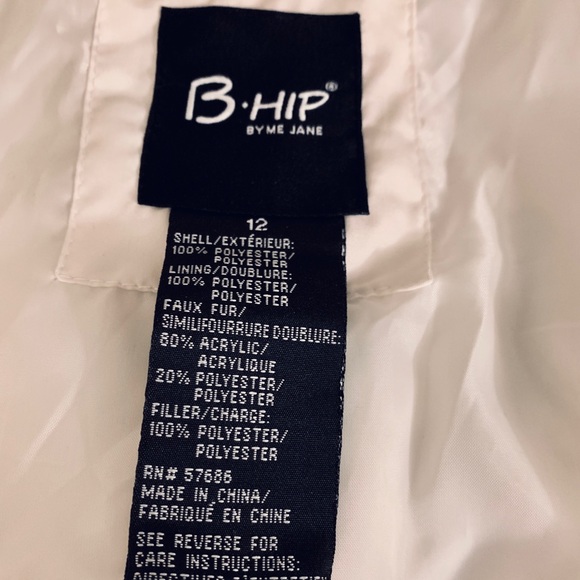 B·HIP®
BY ME JANE
12
SHELL/EXTÉRIEUR:
100% POLYESTER/
POLYESTER
LINING/DOUBLURE:
100% POLYESTER/
POLYESTER
FAUX FUR/
SIMILIFOURRURE DOUBLURE:
80% ACRYLIC/
ACRYLIQUE
20% POLYESTER/
POLYESTER
FILLER/CHARGE:
100% POLYESTER/
POLYESTER
RN# 57686
MADE IN CHINA/
FABRIQUÉ EN CHINE
SEE REVERSE FOR
CARE INSTRUCTIONS:
DIRECTIVES D'ENTRETIEN